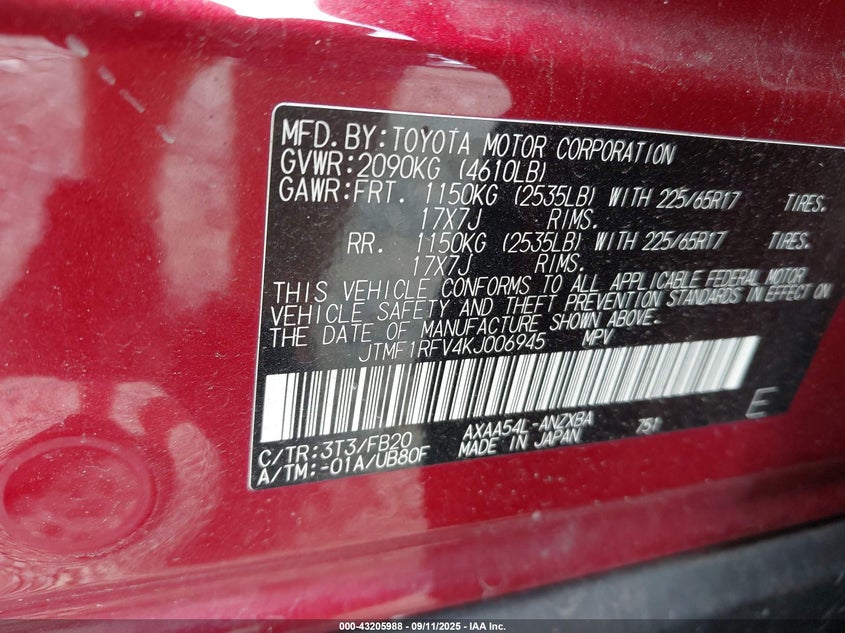 MFD. BY: TOYOTA MOTOR CORPORATION
GVWR: 2090KG (4610LB)
GAWR: FRT. 1150KG (2535LB) WITH 225/65R17 TIRES.
17X7J RIMS.
RR. 1150KG (2535LB) WITH 225/65R17 TIRES.
17X7J RIMS.
THIS VEHICLE CONFORMS TO ALL APPLICABLE FEDERAL MOTOR
VEHICLE SAFETY AND THEFT PREVENTION STANDARDS IN EFFECT ON
THE DATE OF MANUFACTURE SHOWN ABOVE.
JTMF1RFV4KJ006945 MPV
E
C/TR: 3T3/FB20 AXAA54L-ANZXBA 751
A/TM: -01A/UB80F MADE IN JAPAN
000-43205988 - 09/11/2025 - IAA Inc.